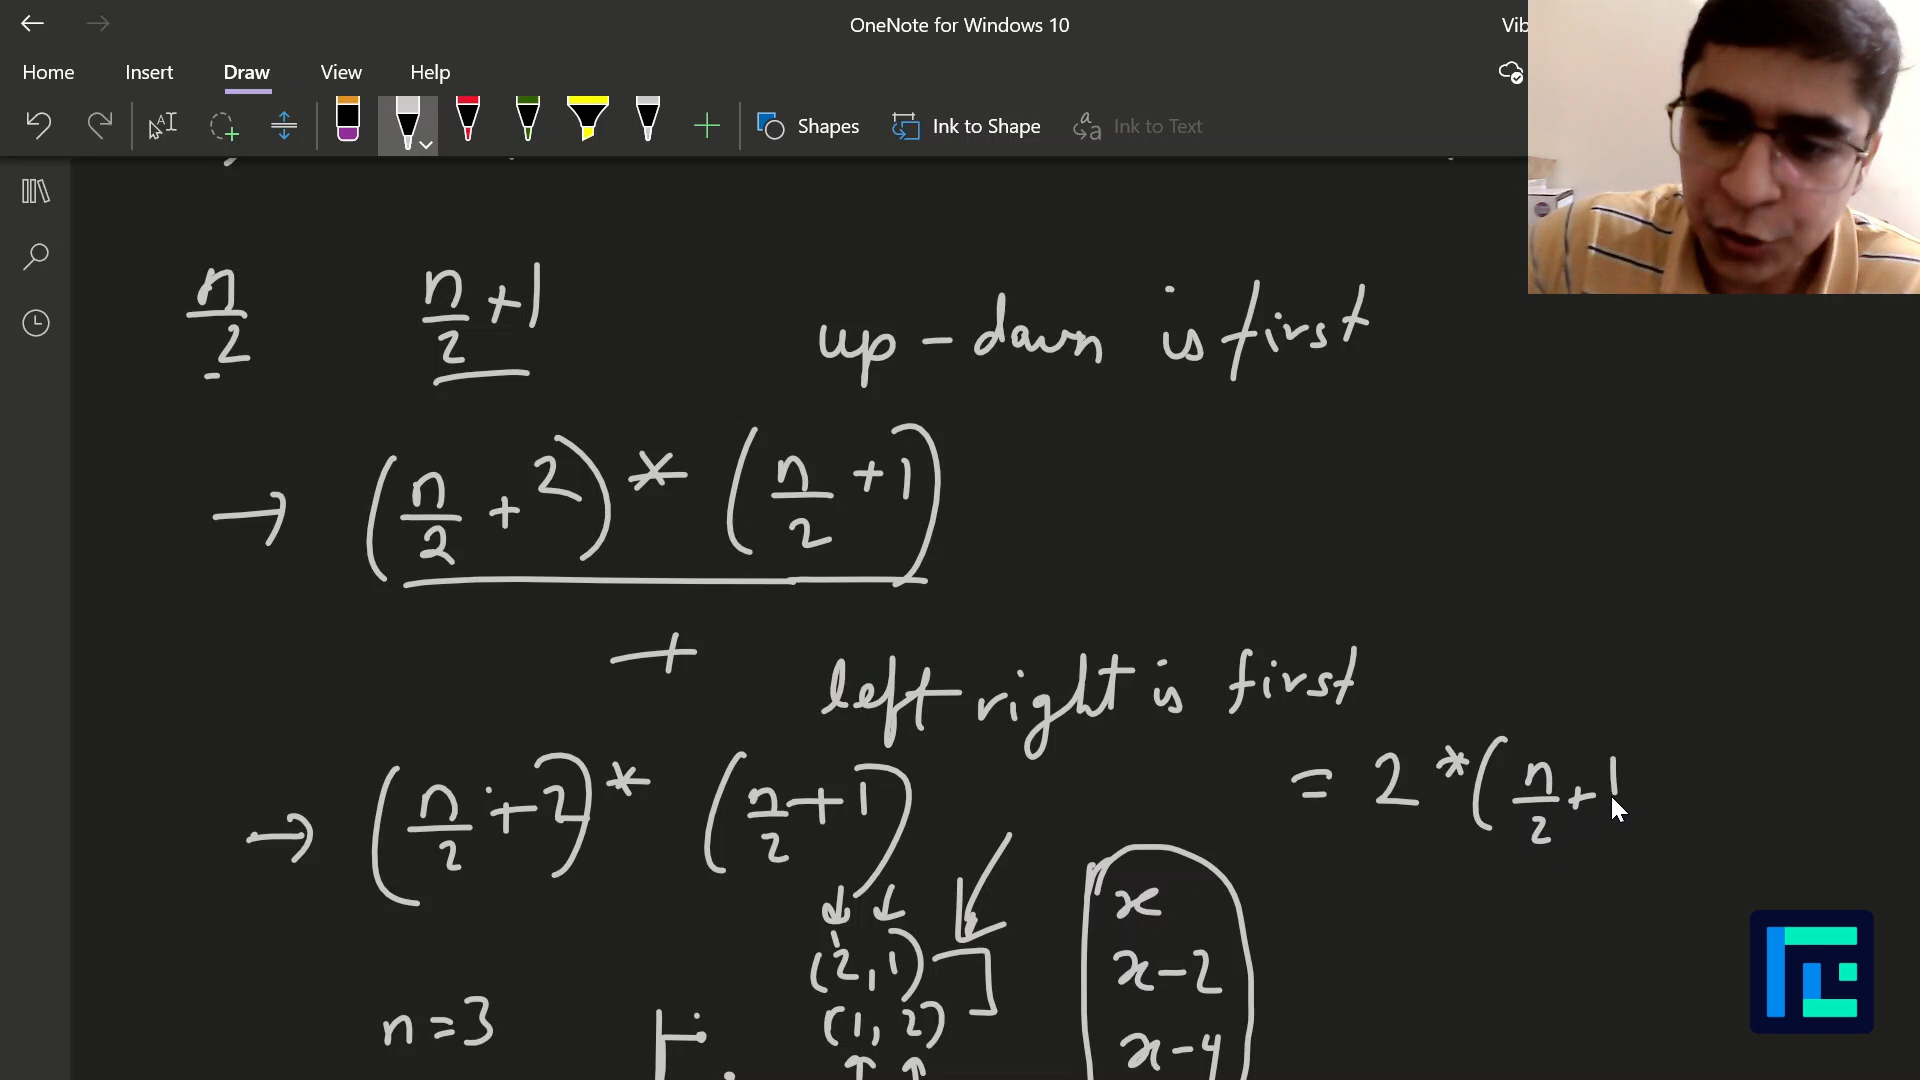 OneNote for Windows 10
Vib
Home Insert Draw View Help
Shapes Ink to Shape Ink to Text
n/2 n/2 + 1 up - down is first
→ (n/2 + 2) * (n/2 + 1)
+
left right is first
→ (n/2 + 2) * (n/2 + 1) = 2 * (n/2 + 1
x
(2, 1) x - 2
n = 3 (1, 2) x - 4